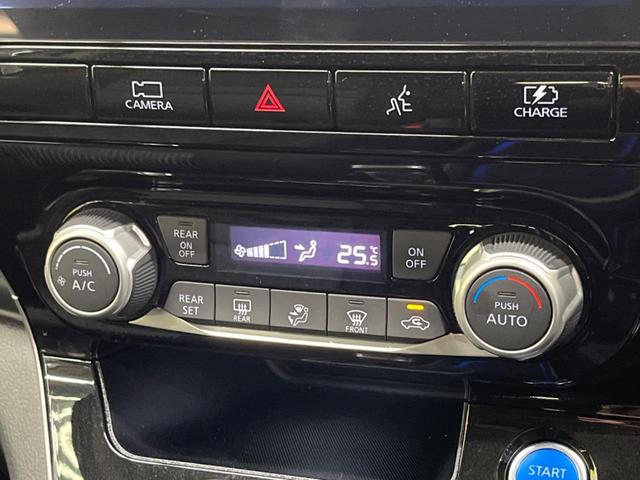 CAMERA
CHARGE
REAR
ON
OFF
25.5
°C
ON
OFF
PUSH
A/C
REAR
SET
REAR
FRONT
PUSH
AUTO
START